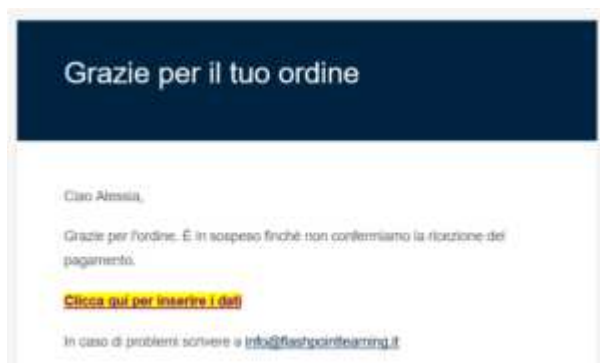 Grazie per il tuo ordine
Ciao Alessia,
Grazie per l'ordine. È in sospeso finché non confermiamo la ricezione del
pagamento.
Clicca qui per inserire i dati
In caso di problemi scrivere a info@flashpointlearning.it